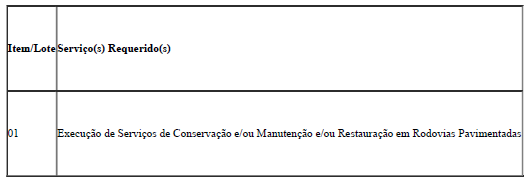 Item/Lote Serviço(s) Requerido(s)
01 Execução de Serviços de Conservação e/ou Manutenção e/ou Restauração em Rodovias Pavimentadas